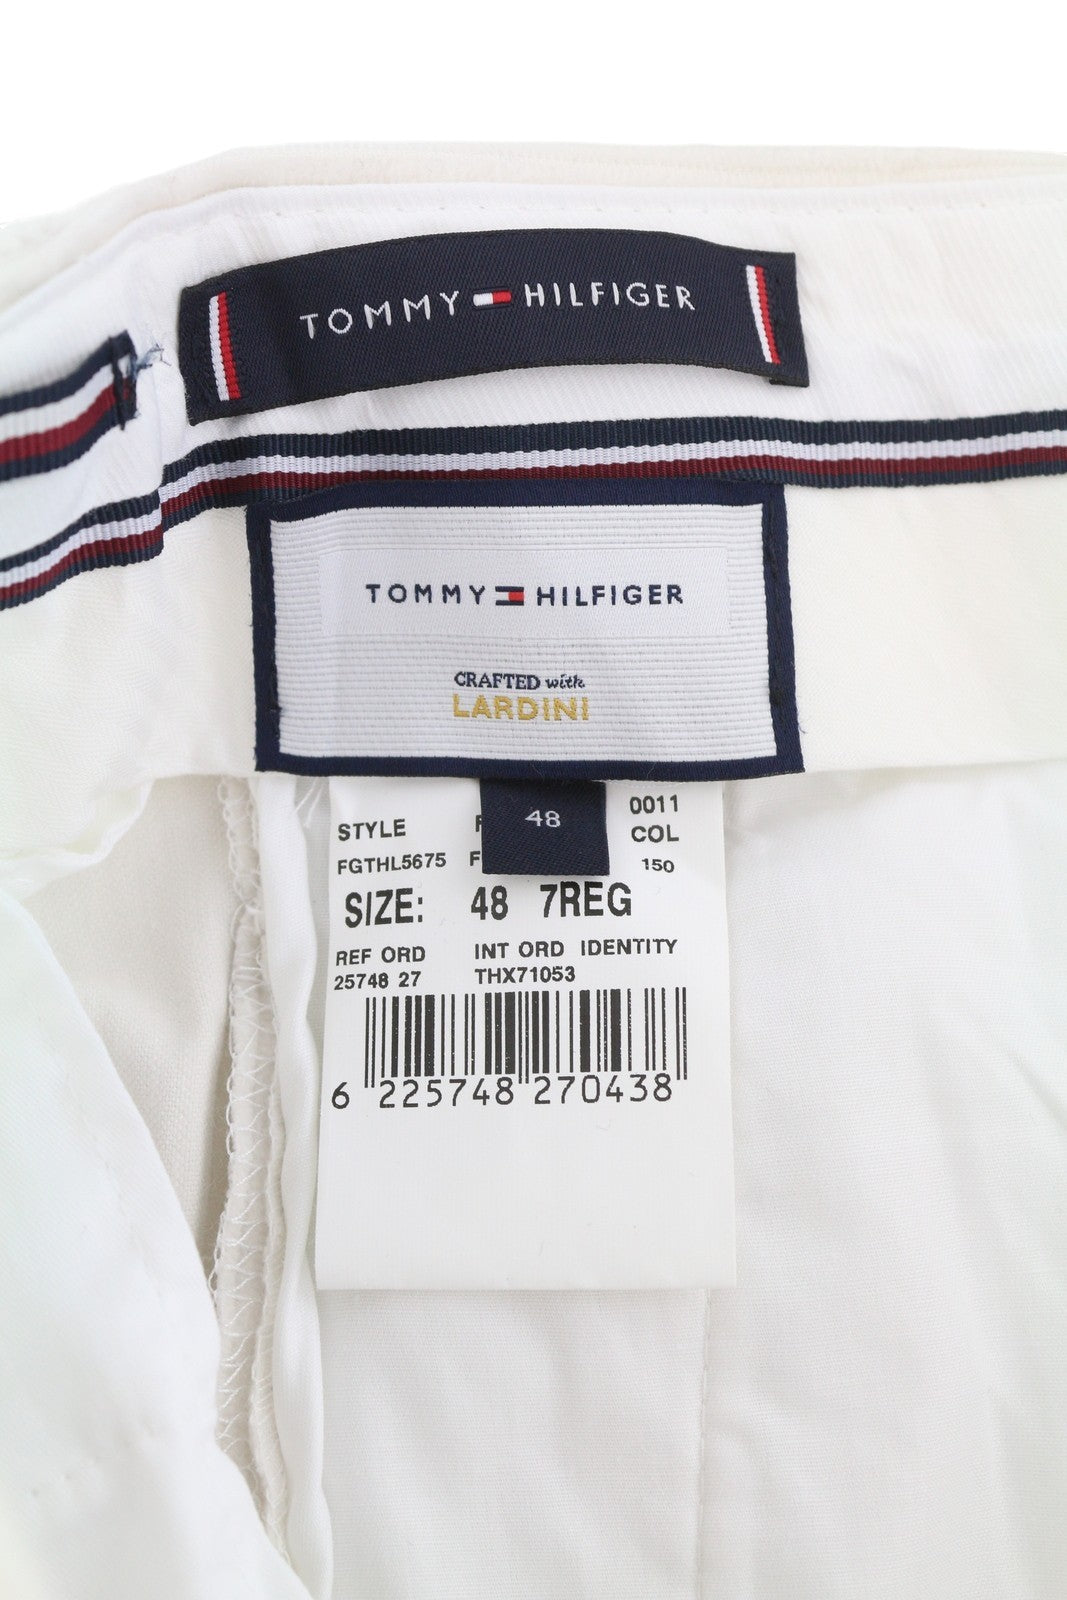 TOMMY HILFIGER
TOMMY HILFIGER
CRAFTED with
LARDINI
48
STYLE 0011
COL
FGTHL5675 150
SIZE: 48 7REG
REF ORD INT ORD IDENTITY
25748 27 THX71053
6 225748 270438